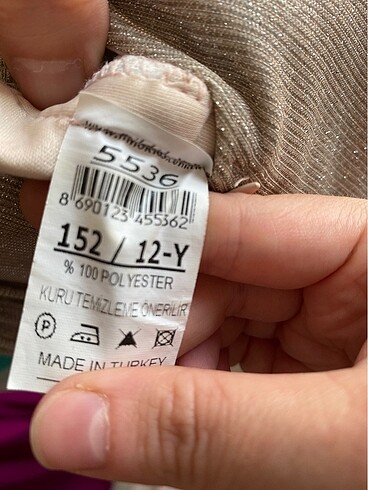 5536
8 690123 455362
152 / 12-Y
% 100 POLYESTER
KURU TEMİZLEME ÖNERİLİR
P
MADE IN TURKEY